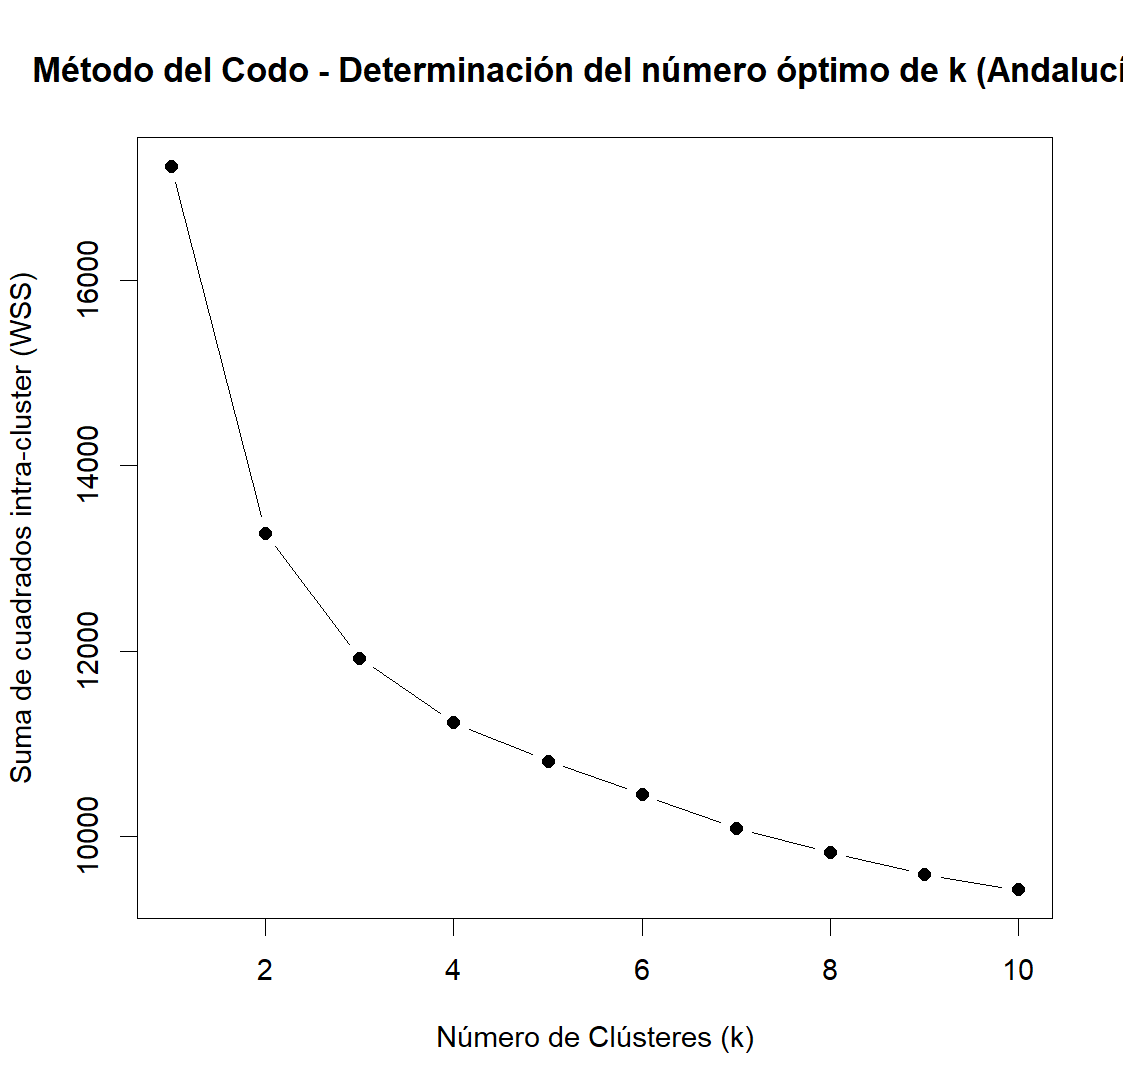 Método del Codo - Determinación del número óptimo de k (Andalucí
Suma de cuadrados intra-cluster (WSS)
16000
14000
12000
10000
2 4 6 8 10
Número de Clústeres (k)